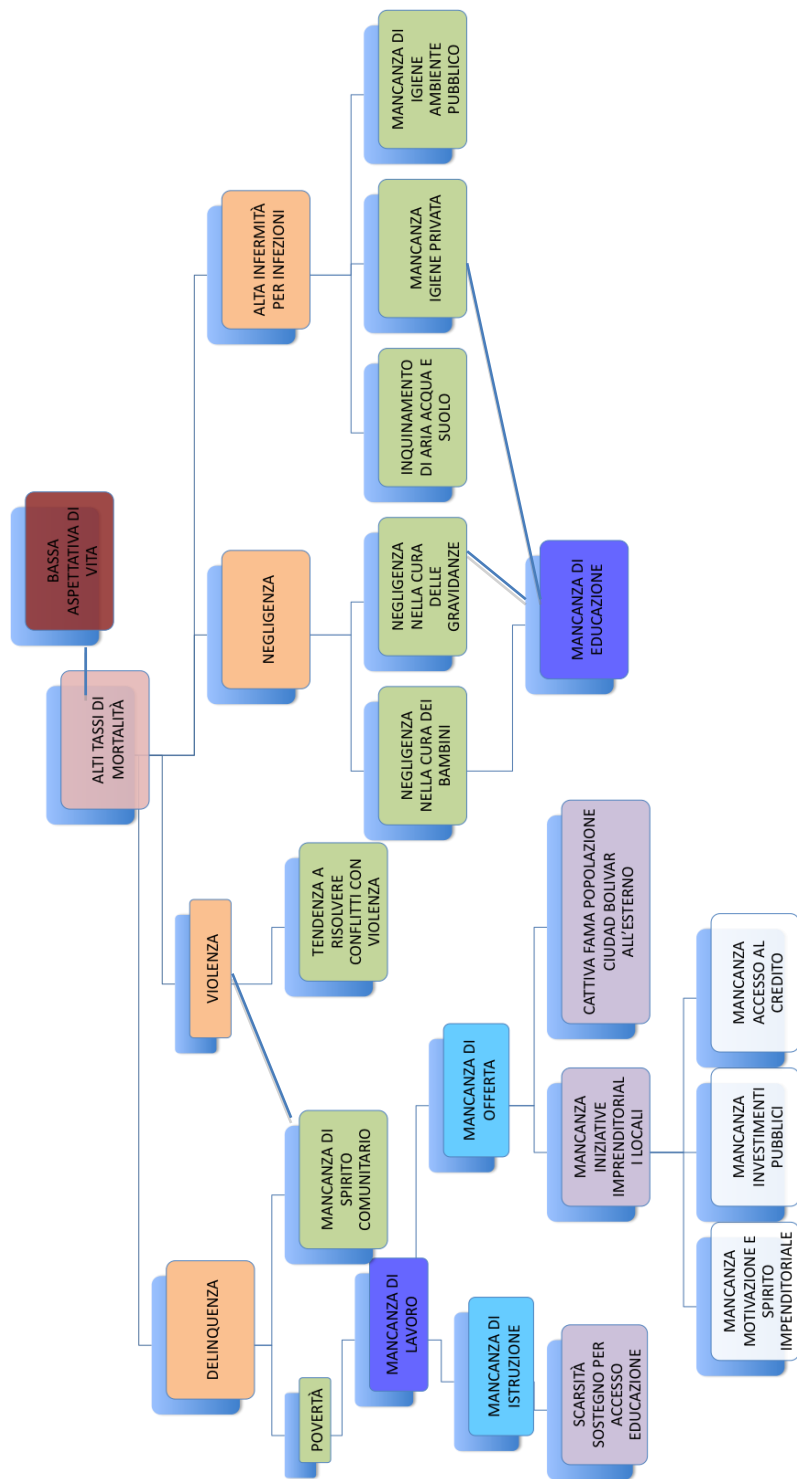 BASSA
ASPETTATIVA DI
VITA
ALTI TASSI DI
MORTALITÀ
DELINQUENZA
VIOLENZA
NEGLIGENZA
ALTA INFERMITÀ
PER INFEZIONI
POVERTÀ
MANCANZA DI
SPIRITO
COMUNITARIO
TENDENZA A
RISOLVERE
CONFLITTI CON
VIOLENZA
NEGLIGENZA
NELLA CURA DEI
BAMBINI
NEGLIGENZA
NELLA CURA
DELLE
GRAVIDANZE
INQUINAMENTO
DI ARIA ACQUA E
SUOLO
MANCANZA
IGIENE PRIVATA
MANCANZA DI
IGIENE
AMBIENTE
PUBBLICO
MANCANZA DI
LAVORO
MANCANZA DI
EDUCAZIONE
MANCANZA DI
ISTRUZIONE
MANCANZA DI
OFFERTA
SCARSITÀ
SOSTEGNO PER
ACCESSO
EDUCAZIONE
MANCANZA
INIZIATIVE
IMPRENDITORIAL
I LOCALI
CATTIVA FAMA POPOLAZIONE
CIUDAD BOLIVAR
ALL'ESTERNO
MANCANZA
MOTIVAZIONE E
SPIRITO
IMPENDITORIALE
MANCANZA
INVESTIMENTI
PUBBLICI
MANCANZA
ACCESSO AL
CREDITO